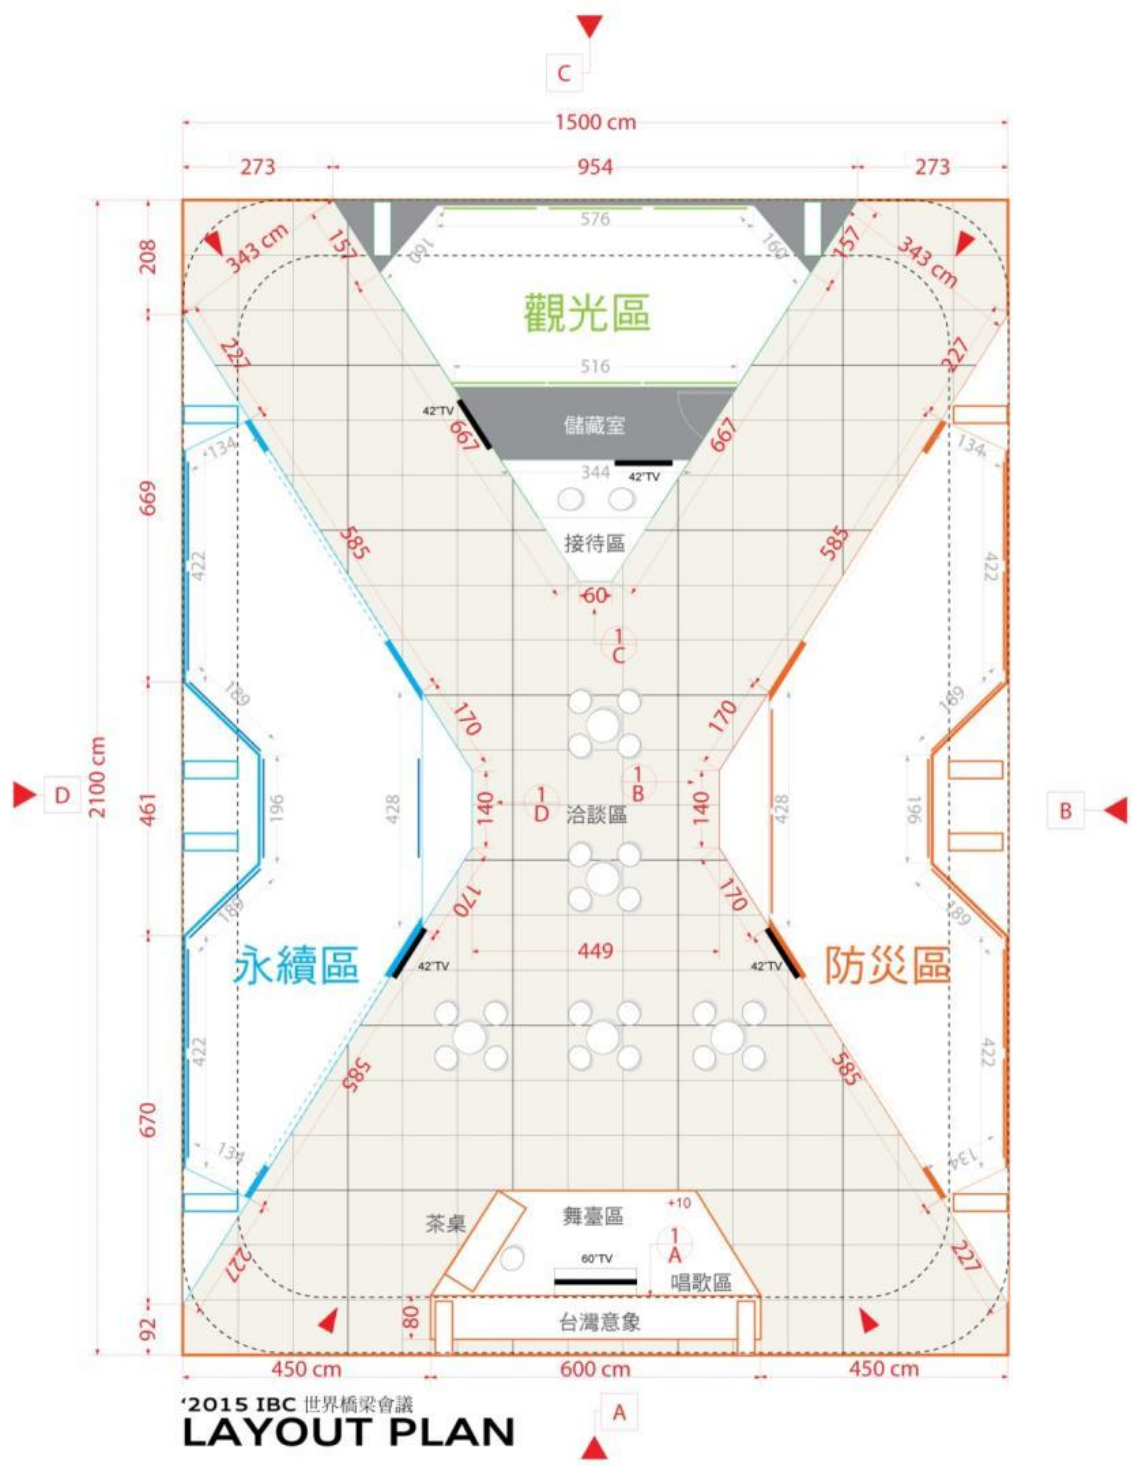 C
1500 cm
273
954
273
576
208
343 cm
157
160
160
157
343 cm
觀光區
227
516
227
42"TV
667
儲藏室
667
134
344
42"TV
134
669
422
585
接待區
585
422
60
1
C
189
170
170
189
2100 cm
D
461
196
428
140
1
D
洽談區
1
B
140
428
196
B
189
170
170
189
449
永續區
42"TV
42"TV
防災區
422
585
585
422
670
134
134
茶桌
舞臺區
+10
1
A
227
60"TV
唱歌區
227
92
80
台灣意象
450 cm
600 cm
450 cm
'2015 IBC 世界橋梁會議
LAYOUT PLAN
A